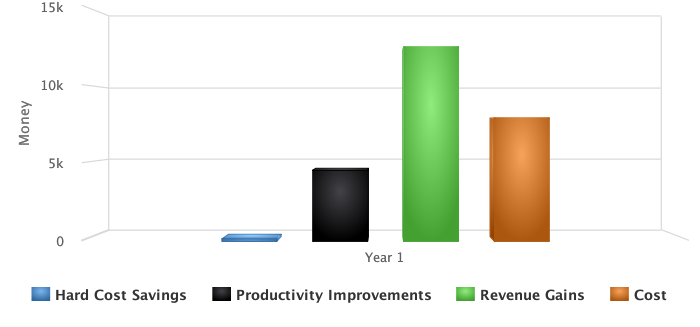 15k
10k
5k
0
Money
Year 1
Hard Cost Savings Productivity Improvements Revenue Gains Cost